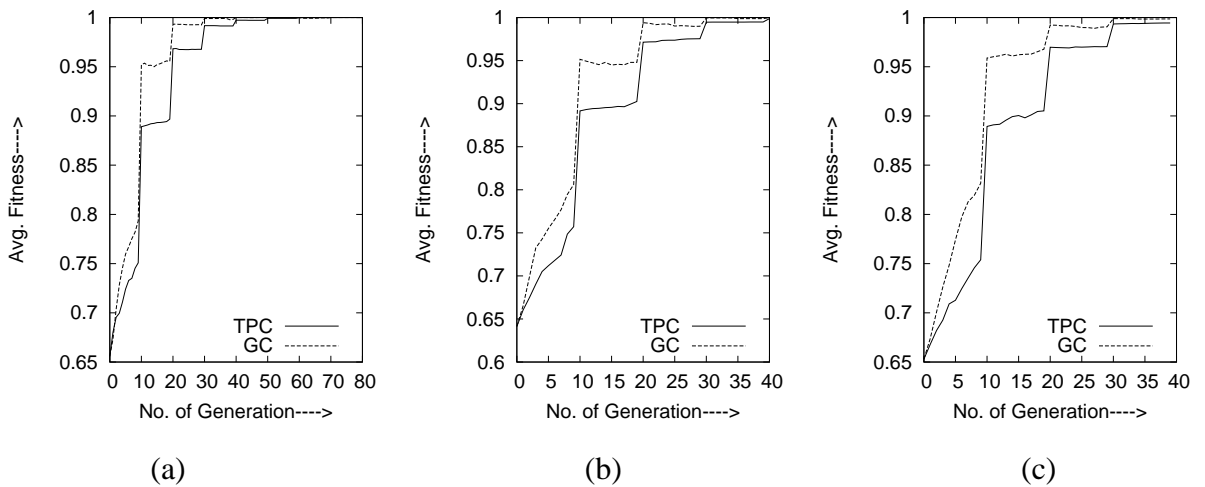 1
0.95
0.9
0.85
0.8
0.75
0.7
0.65
Avg. Fitness---->
TPC
GC
0 10 20 30 40 50 60 70 80
No. of Generation---->
(a)
1
0.95
0.9
0.85
0.8
0.75
0.7
0.65
0.6
Avg. Fitness---->
TPC
GC
0 5 10 15 20 25 30 35 40
No. of Generation---->
(b)
1
0.95
0.9
0.85
0.8
0.75
0.7
0.65
Avg. Fitness---->
TPC
GC
0 5 10 15 20 25 30 35 40
No. of Generation---->
(c)